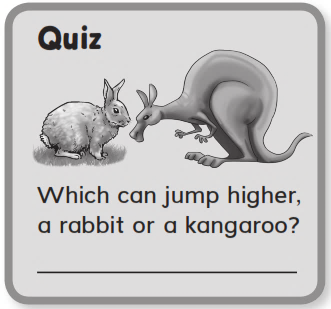 Quiz
Which can jump higher,
a rabbit or a kangaroo?